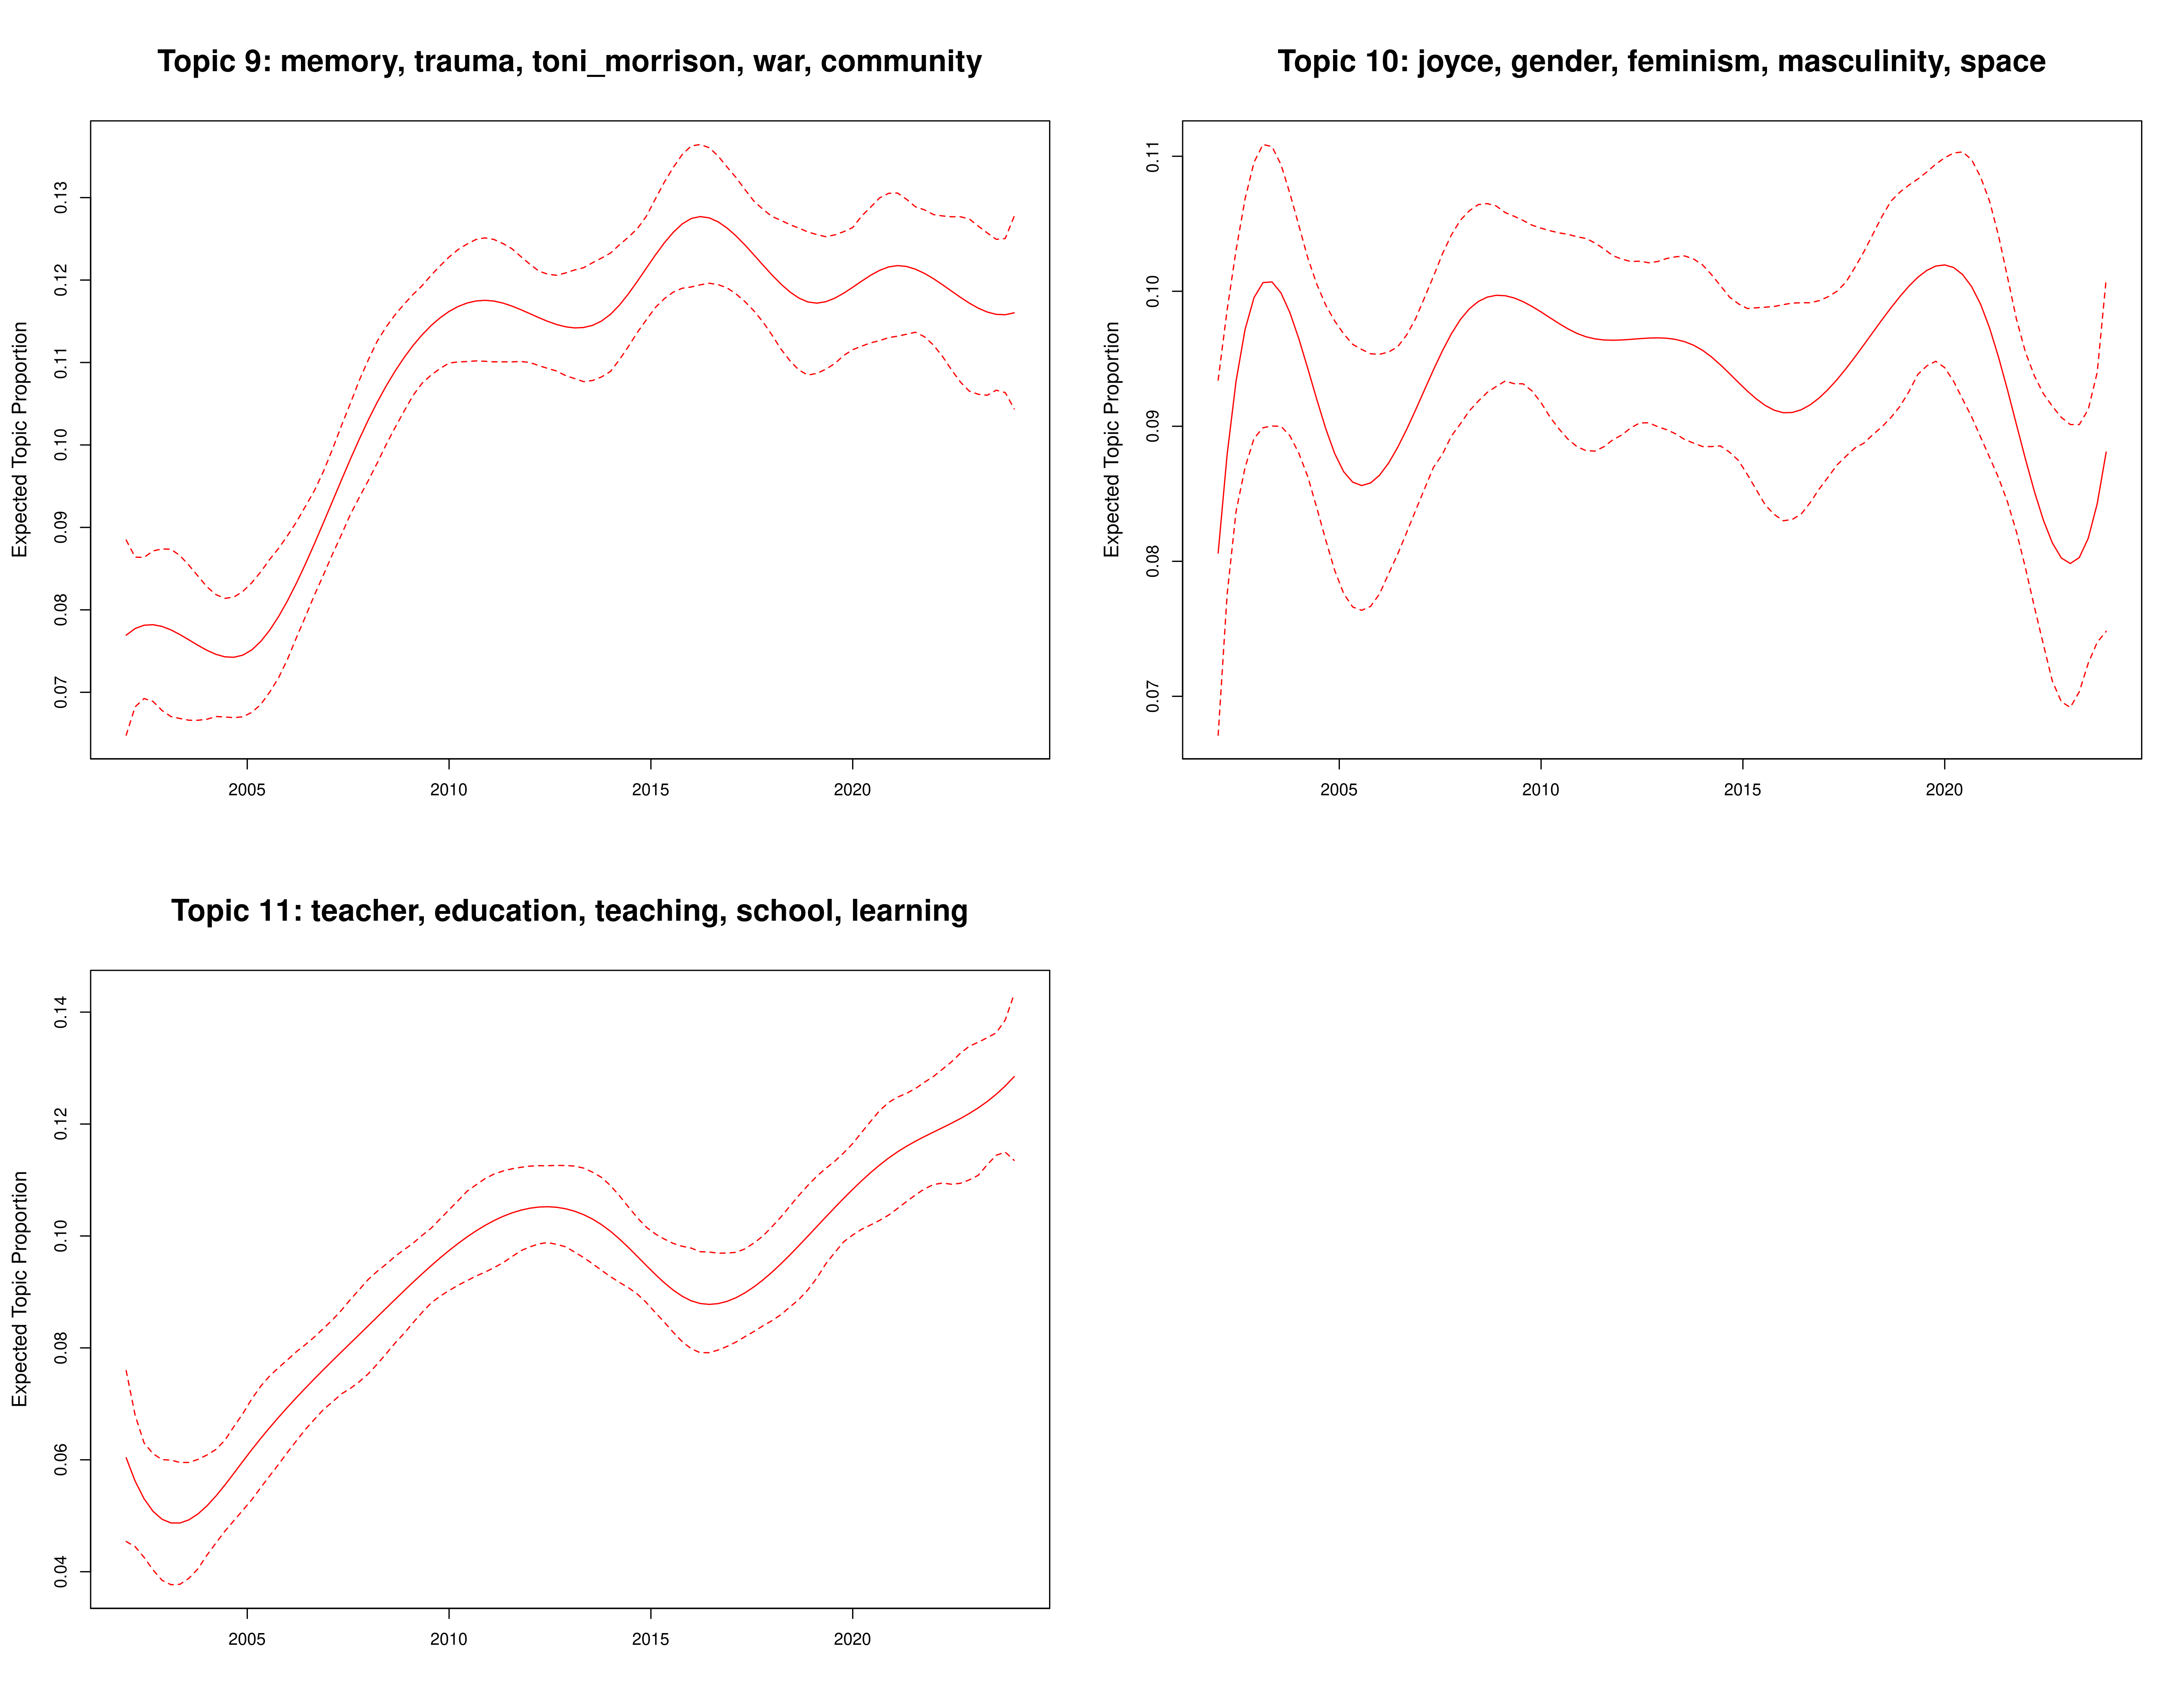 Topic 9: memory, trauma, toni_morrison, war, community
Expected Topic Proportion
0.13
0.12
0.11
0.10
0.09
0.08
0.07
2005 2010 2015 2020
Topic 10: joyce, gender, feminism, masculinity, space
Expected Topic Proportion
0.11
0.10
0.09
0.08
0.07
2005 2010 2015 2020
Topic 11: teacher, education, teaching, school, learning
Expected Topic Proportion
0.14
0.12
0.10
0.08
0.06
0.04
2005 2010 2015 2020